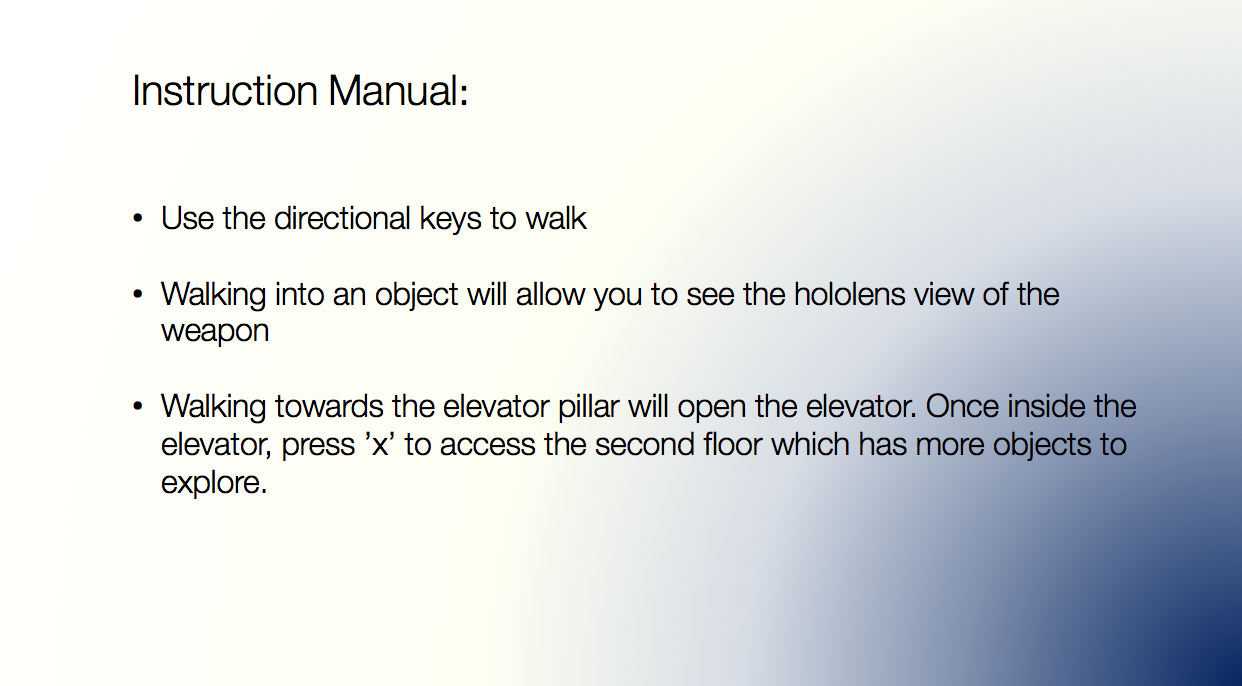 Instruction Manual:
• Use the directional keys to walk
• Walking into an object will allow you to see the hololens view of the
weapon
• Walking towards the elevator pillar will open the elevator. Once inside the
elevator, press ’x’ to access the second floor which has more objects to
explore.